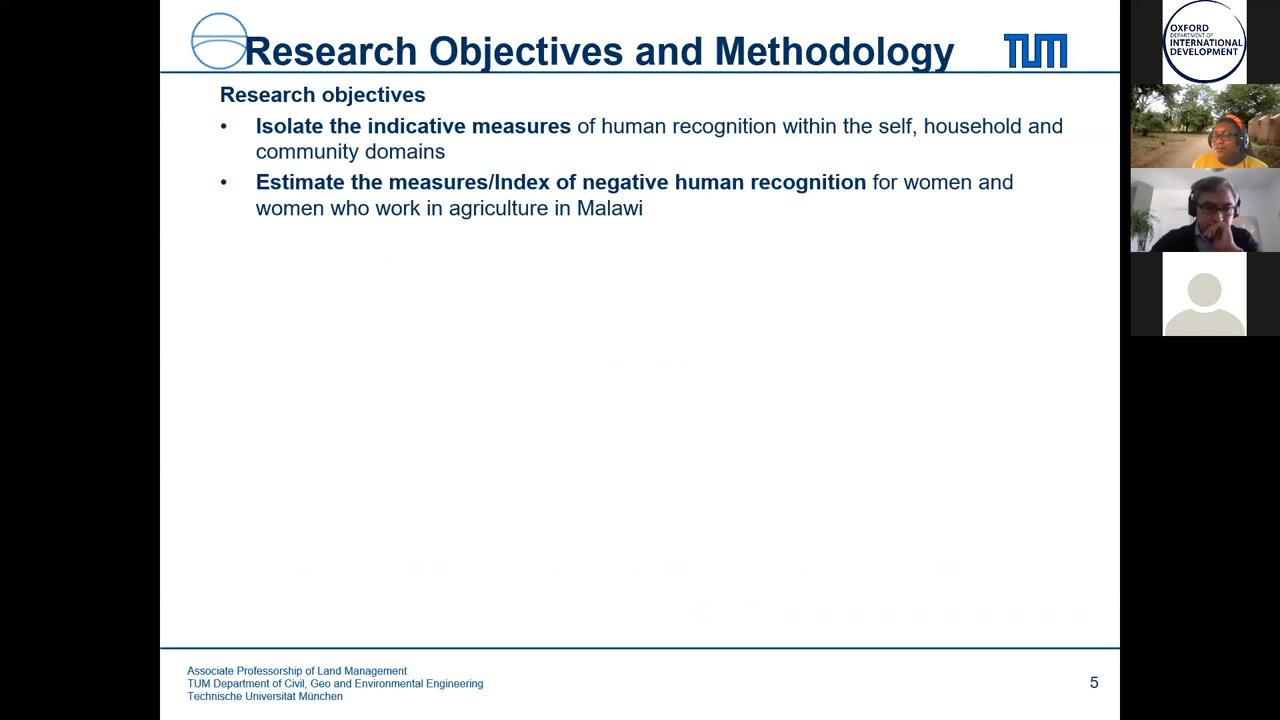 Research Objectives and Methodology
TUM
Research objectives
• Isolate the indicative measures of human recognition within the self, household and
community domains
• Estimate the measures/Index of negative human recognition for women and
women who work in agriculture in Malawi
Associate Professorship of Land Management
TUM Department of Civil, Geo and Environmental Engineering
Technische Universität München
5
OXFORD
DEPARTMENT OF
INTERNATIONAL
DEVELOPMENT